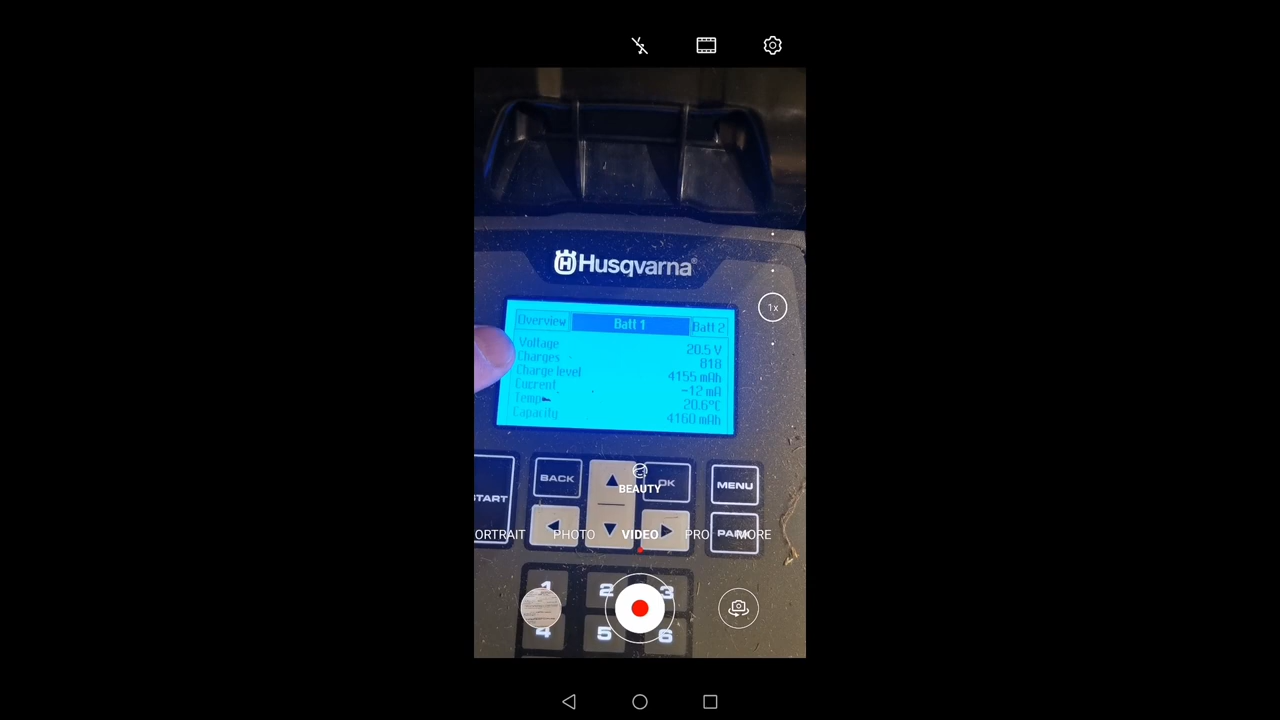 1x
Husqvarna®
Overview Batt 1 Batt 2
Voltage 20.5 V
Charges 818
Charge level 4155 mAh
Current -12 mA
Temp 20.6°C
Capacity 4160 mAh
START BACK OK MENU
BEAUTY
PORTRAIT PHOTO VIDEO PRO MORE
PARK
1 2 3
4 5 6